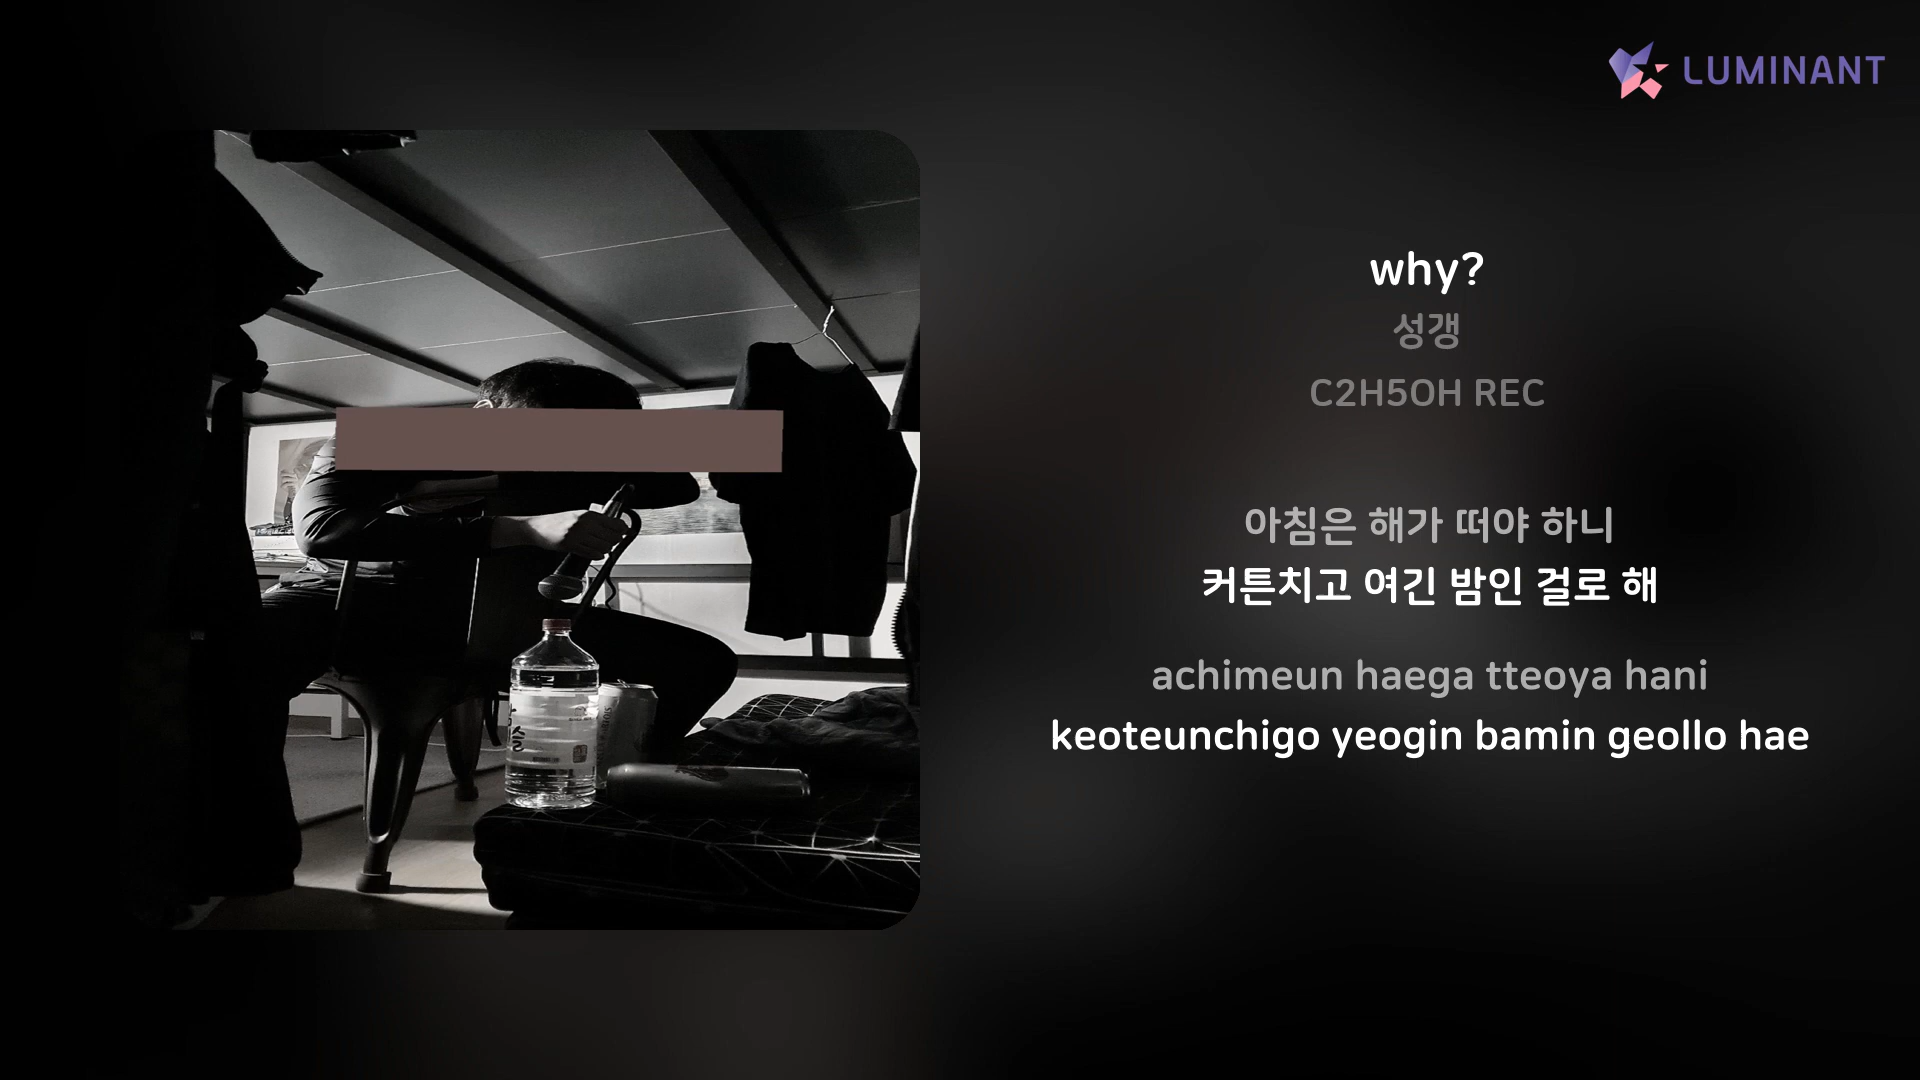 LUMINANT
why?
성갱
C2H5OH REC
아침은 해가 떠야 하니
커튼치고 여긴 밤인 걸로 해
achimeun haega tteoya hani
keoteunchigo yeogin bamin geollo hae